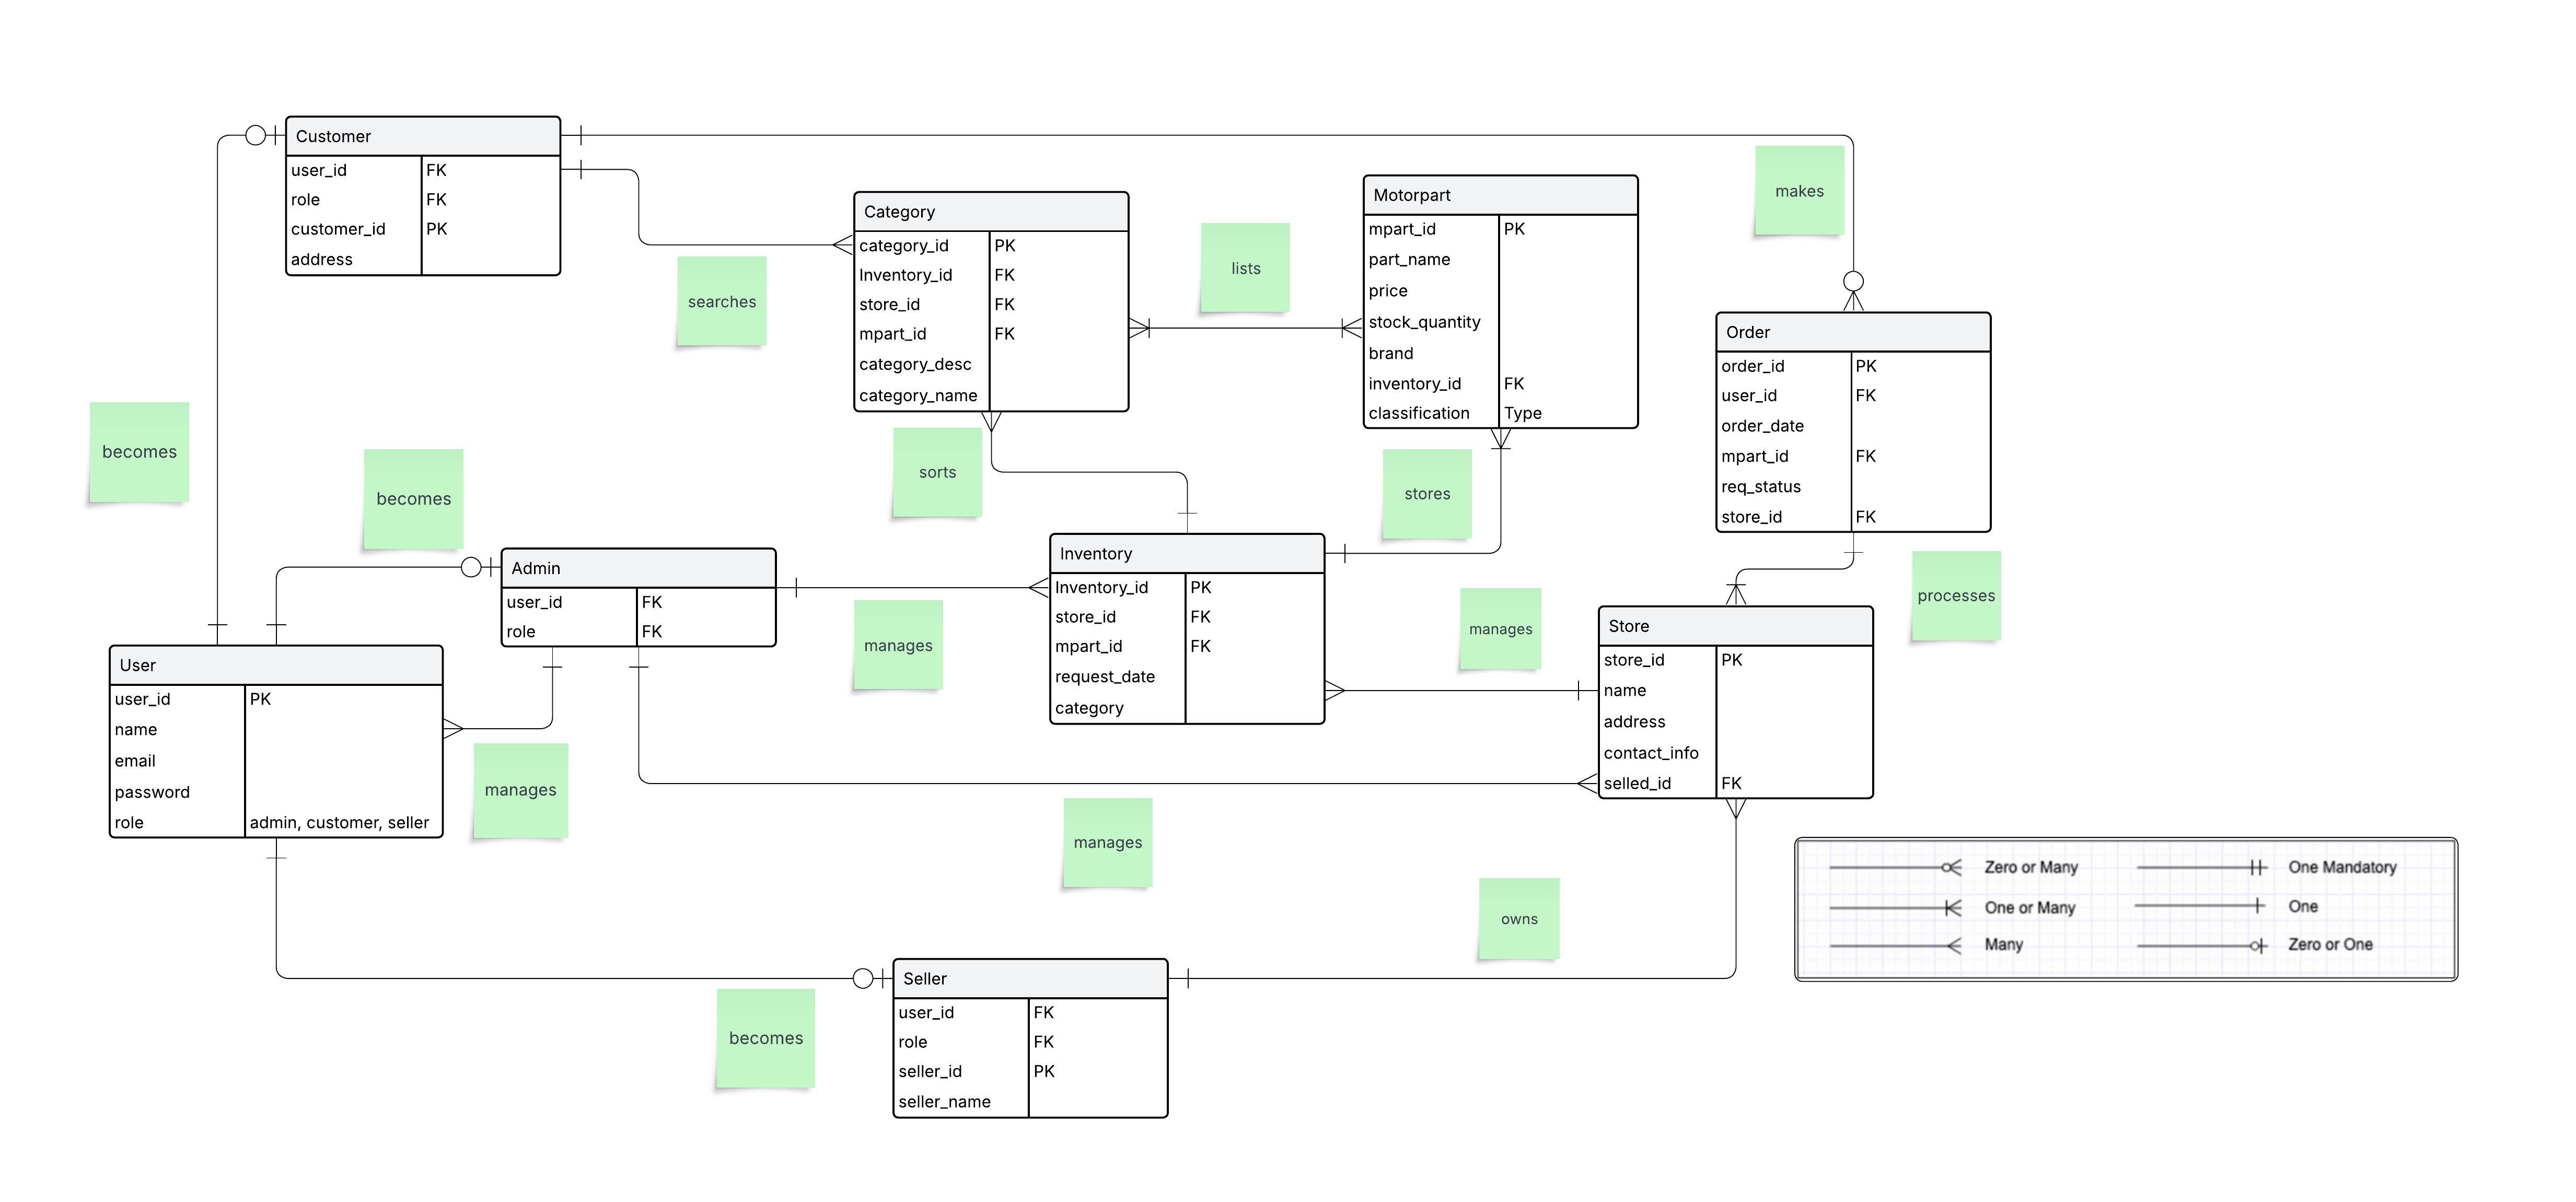 Customer
user_id FK
role FK
customer_id PK
address
Category
category_id PK
Inventory_id FK
store_id FK
mpart_id FK
category_desc
category_name
Motorpart
mpart_id PK
part_name
price
stock_quantity
brand
inventory_id FK
classification Type
makes
lists
searches
Order
order_id PK
user_id FK
order_date
mpart_id FK
req_status
store_id FK
becomes
becomes
sorts
stores
Admin
user_id FK
role FK
Inventory
Inventory_id PK
store_id FK
mpart_id FK
request_date
category
manages
manages
processes
Store
store_id PK
name
address
contact_info
selled_id FK
User
user_id PK
name
email
password
role admin, customer, seller
manages
manages
owns
Zero or Many One Mandatory
One or Many One
Many Zero or One
Seller
user_id FK
role FK
seller_id PK
seller_name
becomes